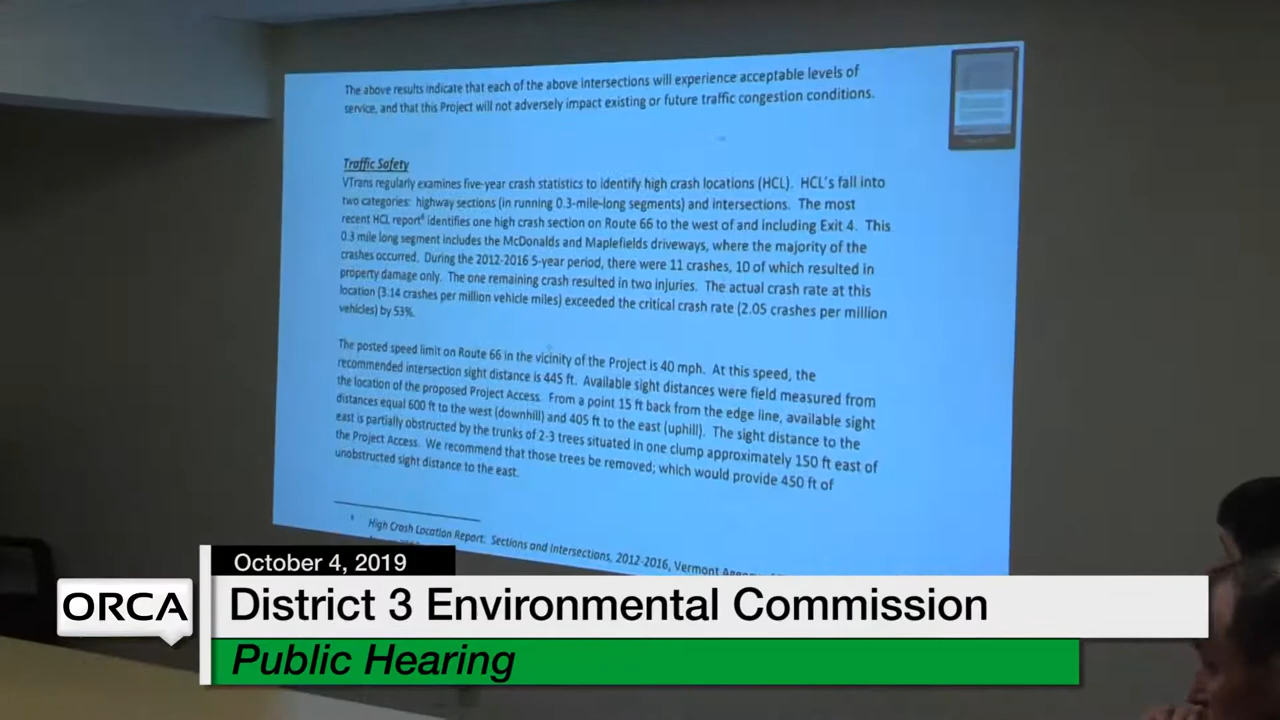 The above results indicate that each of the above intersections will experience acceptable levels of
service, and that this Project will not adversely impact existing or future traffic congestion conditions.
Traffic Safety
VTrans regularly examines five-year crash statistics to identify high crash locations (HCL). HCL's fall into
two categories: highway sections (in running 0.3-mile-long segments) and intersections. The most
recent HCL report identifies one high crash section on Route 66 to the west of and including Exit 4. This
0.3 mile long segment includes the McDonalds and Maplefields driveways, where the majority of the
crashes occurred. During the 2012-2016 5-year period, there were 11 crashes, 10 of which resulted in
property damage only. The one remaining crash resulted in two injuries. The actual crash rate at this
location (3.14 crashes per million vehicle miles) exceeded the critical crash rate (2.05 crashes per million
vehicles) by 53%.
The posted speed limit on Route 66 in the vicinity of the Project is 40 mph. At this speed, the
recommended intersection sight distance is 445 ft. Available sight distances were field measured from
the location of the proposed Project Access. From a point 15 ft back from the edge line, available sight
distances equal 600 ft to the west (downhill) and 405 ft to the east (uphill). The sight distance to the
east is partially obstructed by the trunks of 2-3 trees situated in one clump approximately 150 ft east of
the Project Access. We recommend that those trees be removed; which would provide 450 ft of
unobstructed sight distance to the east.
High Crash Location Report: Sections and Intersections, 2012-2016, Vermont
October 4, 2019
ORCA
District 3 Environmental Commission
Public Hearing